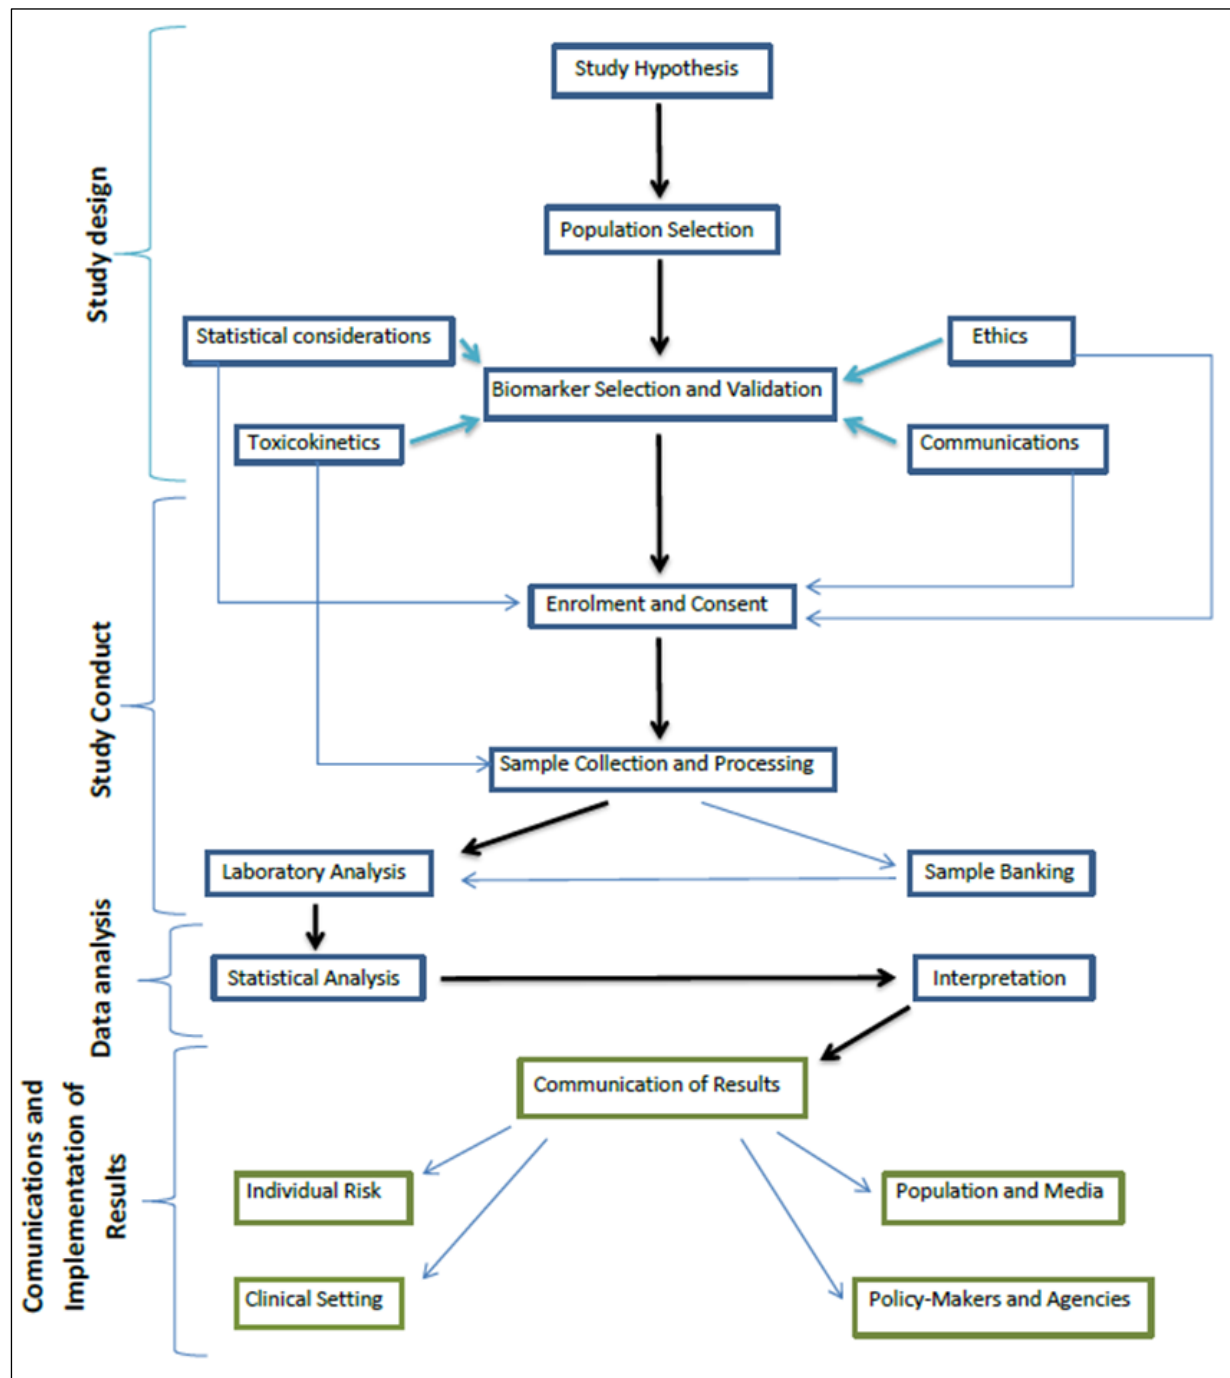 Study design
Study Hypothesis
Population Selection
Statistical considerations
Ethics
Biomarker Selection and Validation
Toxicokinetics
Communications
Study Conduct
Enrolment and Consent
Sample Collection and Processing
Laboratory Analysis
Sample Banking
Data analysis
Statistical Analysis
Interpretation
Comunications and
Implementation of
Results
Communication of Results
Individual Risk
Population and Media
Clinical Setting
Policy-Makers and Agencies